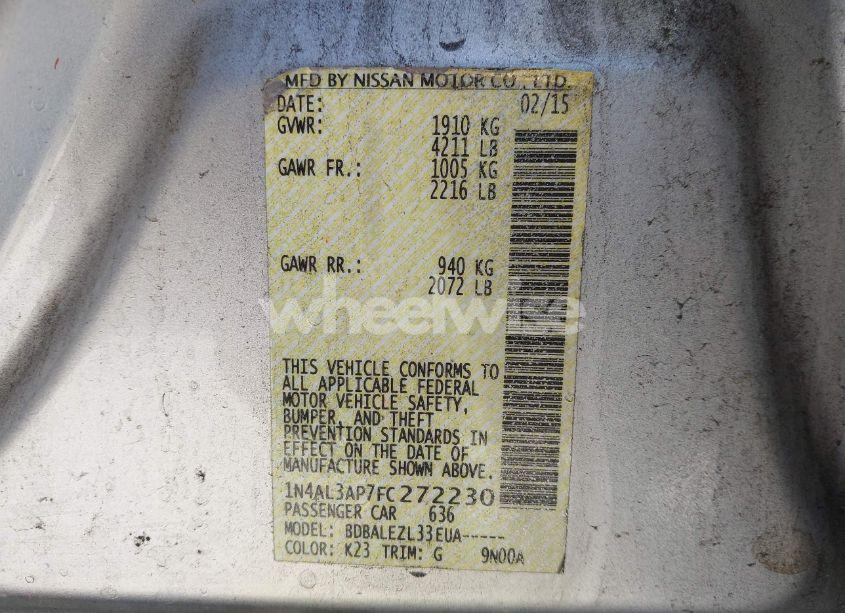 MFD BY NISSAN MOTOR CO., LTD.
DATE: 02/15
GVWR: 1910 KG
4211 LB
GAWR FR.: 1005 KG
2216 LB
GAWR RR.: 940 KG
2072 LB
wheelwise
THIS VEHICLE CONFORMS TO
ALL APPLICABLE FEDERAL
MOTOR VEHICLE SAFETY,
BUMPER, AND THEFT
PREVENTION STANDARDS IN
EFFECT ON THE DATE OF
MANUFACTURE SHOWN ABOVE.
1N4AL3AP7FC272230
PASSENGER CAR 636
MODEL: BDBALEZL33EUA-----
COLOR: K23 TRIM: G 9N00A